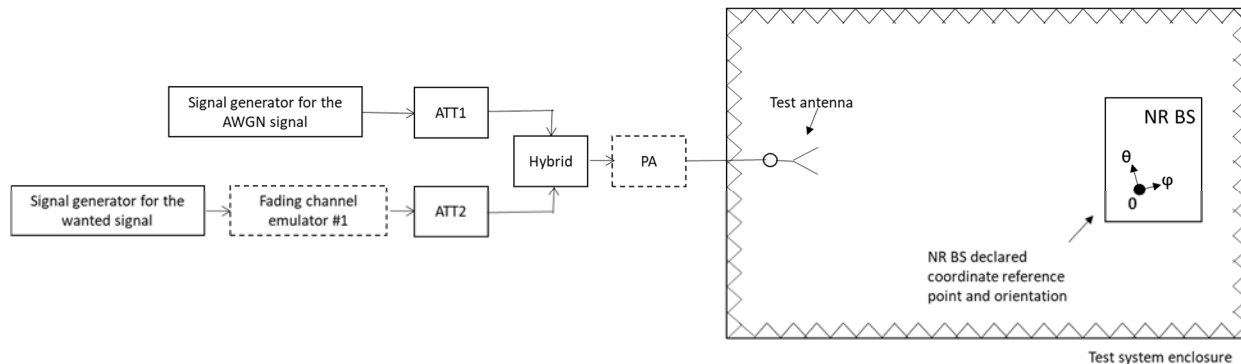 Signal generator for the
AWGN signal
ATT1
Hybrid
PA
Signal generator for the
wanted signal
Fading channel
emulator #1
ATT2
Test antenna
NR BS
θ
φ
0
NR BS declared
coordinate reference
point and orientation
Test system enclosure